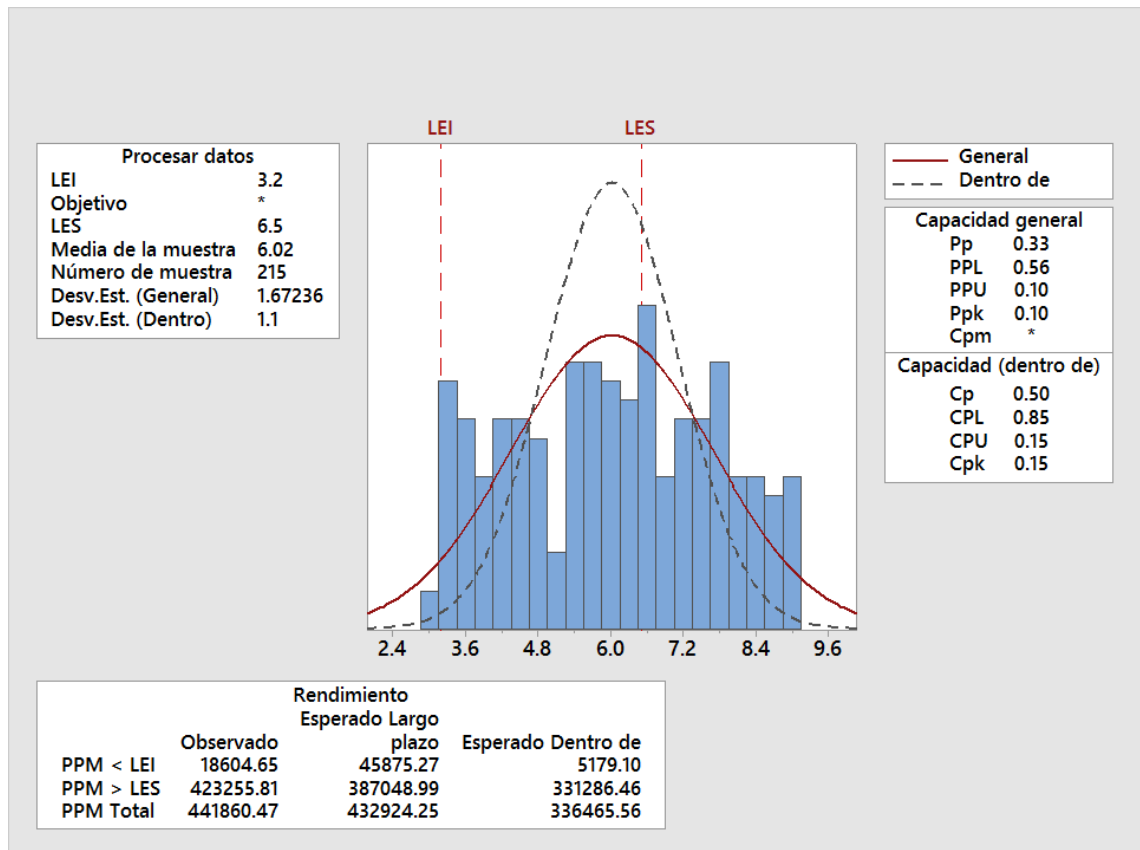 LEI LES
Procesar datos
LEI 3.2
Objetivo *
LES 6.5
Media de la muestra 6.02
Número de muestra 215
Desv.Est. (General) 1.67236
Desv.Est. (Dentro) 1.1
General
Dentro de
Capacidad general
Pp 0.33
PPL 0.56
PPU 0.10
Ppk 0.10
Cpm *
Capacidad (dentro de)
Cp 0.50
CPL 0.85
CPU 0.15
Cpk 0.15
2.4 3.6 4.8 6.0 7.2 8.4 9.6
Rendimiento
Esperado Largo
Observado plazo Esperado Dentro de
PPM < LEI 18604.65 45875.27 5179.10
PPM > LES 423255.81 387048.99 331286.46
PPM Total 441860.47 432924.25 336465.56